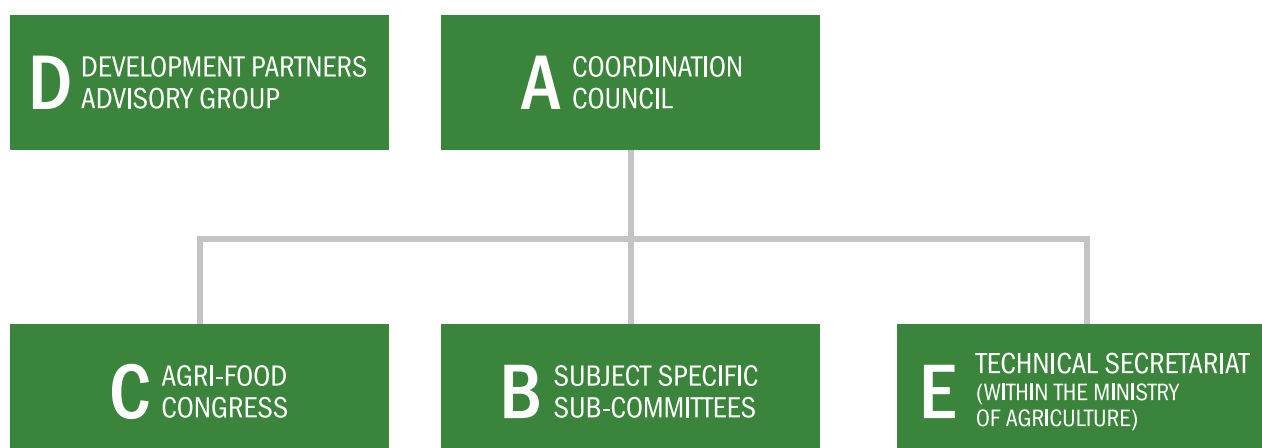 D DEVELOPMENT PARTNERS
ADVISORY GROUP
A COORDINATION
COUNCIL
C AGRI-FOOD
CONGRESS
B SUBJECT SPECIFIC
SUB-COMMITTEES
E TECHNICAL SECRETARIAT
(WITHIN THE MINISTRY
OF AGRICULTURE)